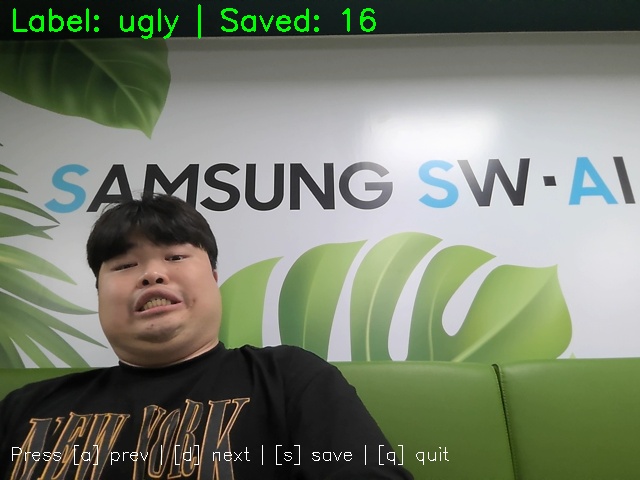 Label: ugly | Saved: 16
SAMSUNG SW·AI
NEW YORK
Press [a] prev | [d] next | [s] save | [q] quit